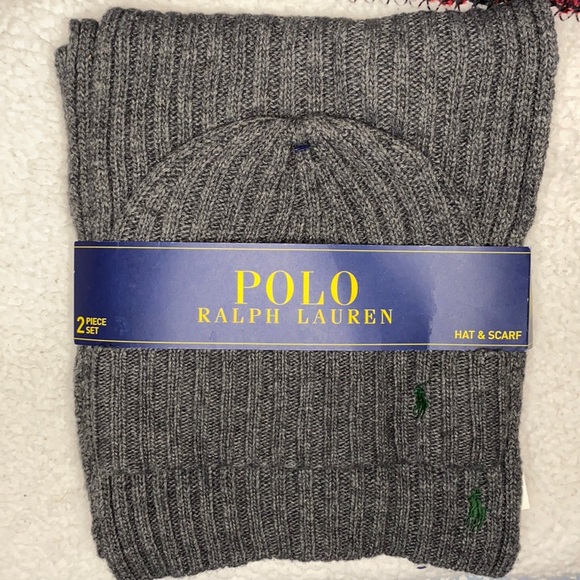 POLO
RALPH LAUREN
2 PIECE
SET
HAT & SCARF